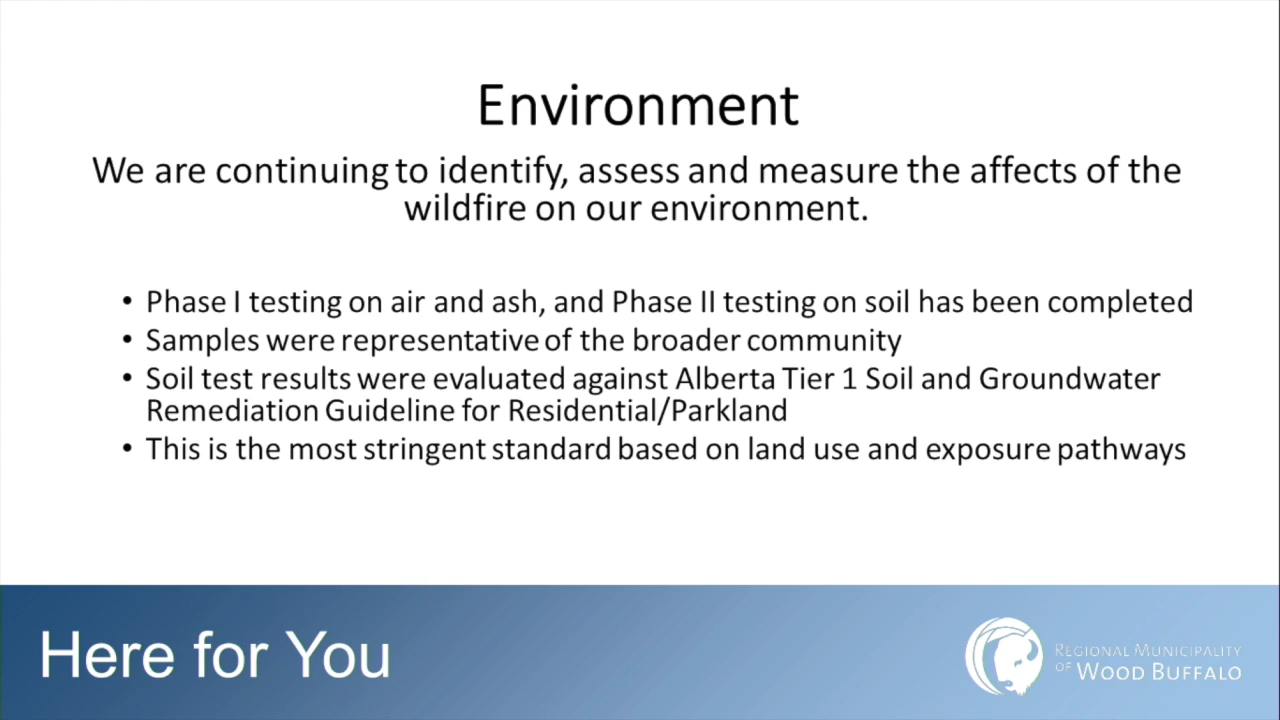 Environment
We are continuing to identify, assess and measure the affects of the
wildfire on our environment.
• Phase I testing on air and ash, and Phase II testing on soil has been completed
• Samples were representative of the broader community
• Soil test results were evaluated against Alberta Tier 1 Soil and Groundwater
Remediation Guideline for Residential/Parkland
• This is the most stringent standard based on land use and exposure pathways
Here for You
REGIONAL MUNICIPALITY
OF WOOD BUFFALO